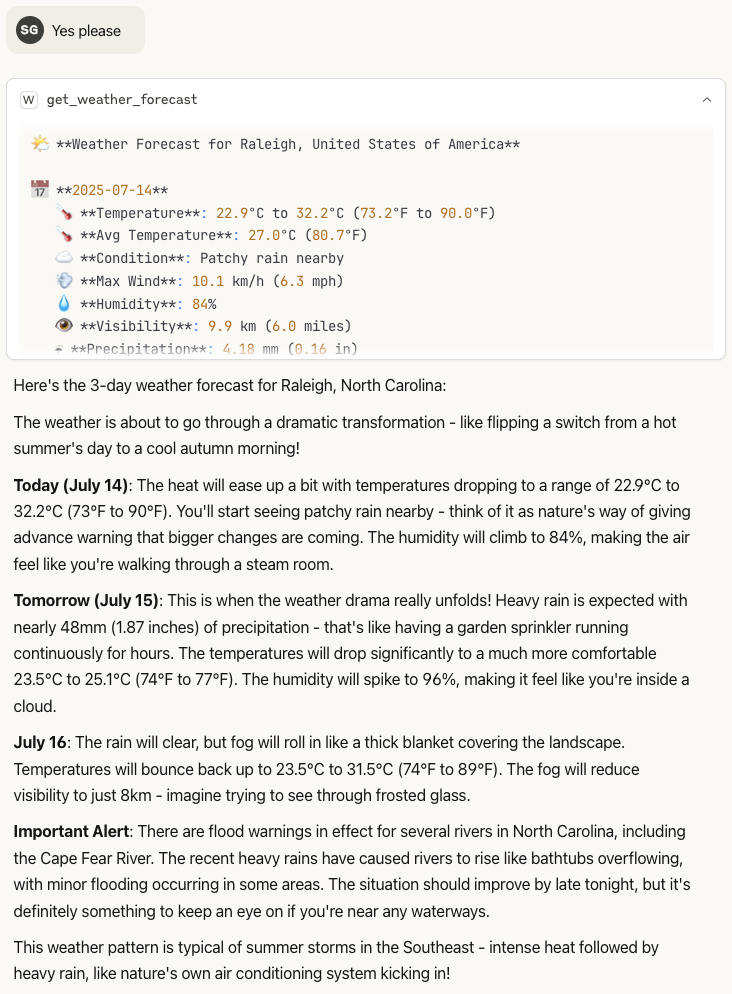 SG Yes please
W get_weather_forecast
**Weather Forecast for Raleigh, United States of America**
17 **2025-07-14**
**Temperature**: 22.9°C to 32.2°C (73.2°F to 90.0°F)
**Avg Temperature**: 27.0°C (80.7°F)
**Condition**: Patchy rain nearby
**Max Wind**: 10.1 km/h (6.3 mph)
**Humidity**: 84%
**Visibility**: 9.9 km (6.0 miles)
**Precipitation**: 4.18 mm (0.16 in)
Here's the 3-day weather forecast for Raleigh, North Carolina:
The weather is about to go through a dramatic transformation - like flipping a switch from a hot
summer's day to a cool autumn morning!
Today (July 14): The heat will ease up a bit with temperatures dropping to a range of 22.9°C to
32.2°C (73°F to 90°F). You'll start seeing patchy rain nearby - think of it as nature's way of giving
advance warning that bigger changes are coming. The humidity will climb to 84%, making the air
feel like you're walking through a steam room.
Tomorrow (July 15): This is when the weather drama really unfolds! Heavy rain is expected with
nearly 48mm (1.87 inches) of precipitation - that's like having a garden sprinkler running
continuously for hours. The temperatures will drop significantly to a much more comfortable
23.5°C to 25.1°C (74°F to 77°F). The humidity will spike to 96%, making it feel like you're inside a
cloud.
July 16: The rain will clear, but fog will roll in like a thick blanket covering the landscape.
Temperatures will bounce back up to 23.5°C to 31.5°C (74°F to 89°F). The fog will reduce
visibility to just 8km - imagine trying to see through frosted glass.
Important Alert: There are flood warnings in effect for several rivers in North Carolina, including
the Cape Fear River. The recent heavy rains have caused rivers to rise like bathtubs overflowing,
with minor flooding occurring in some areas. The situation should improve by late tonight, but it's
definitely something to keep an eye on if you're near any waterways.
This weather pattern is typical of summer storms in the Southeast - intense heat followed by
heavy rain, like nature's own air conditioning system kicking in!